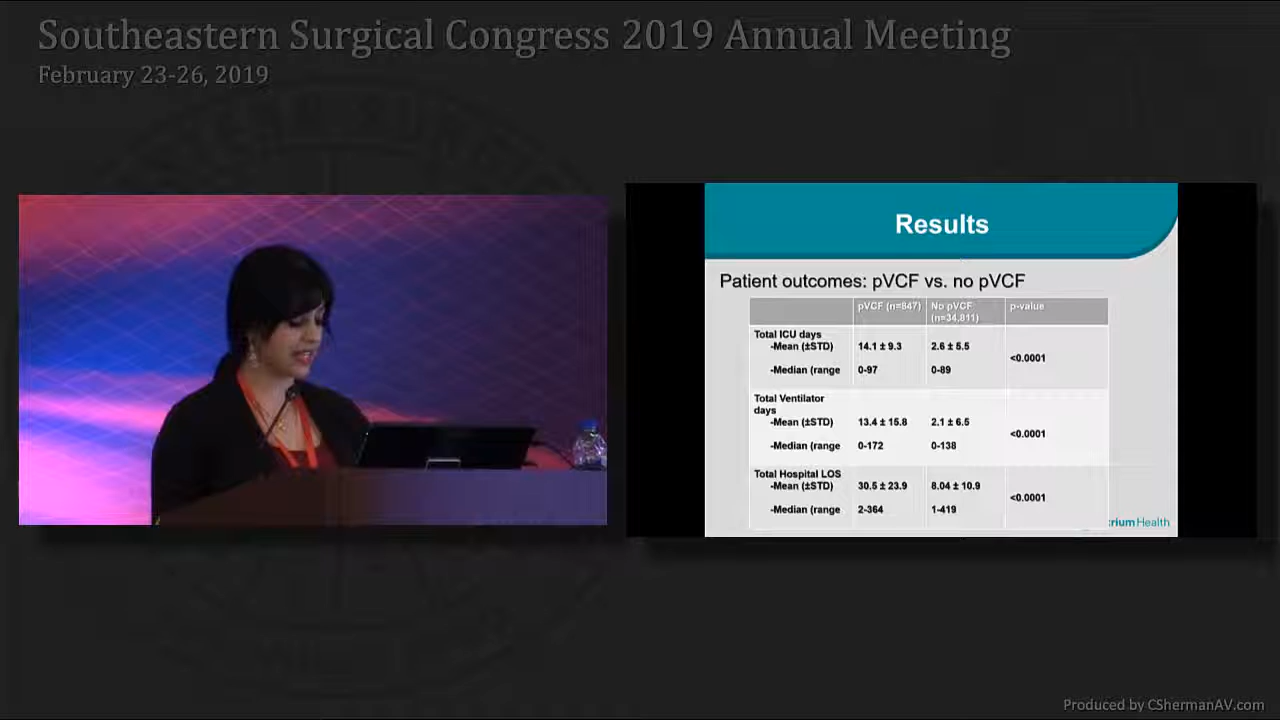 Southeastern Surgical Congress 2019 Annual Meeting
February 23-26, 2019
Results
Patient outcomes: pVCF vs. no pVCF
pVCF (n=847) No pVCF (n=34,811) p-value
Total ICU days
-Mean (±STD) 14.1 ± 9.3 2.6 ± 5.5
<0.0001
-Median (range 0-97 0-89
Total Ventilator
days
-Mean (±STD) 13.4 ± 15.8 2.1 ± 6.5
<0.0001
-Median (range 0-172 0-138
Total Hospital LOS
-Mean (±STD) 30.5 ± 23.9 8.04 ± 10.9
<0.0001
-Median (range 2-364 1-419
trium Health
Produced by CShermanAV.com